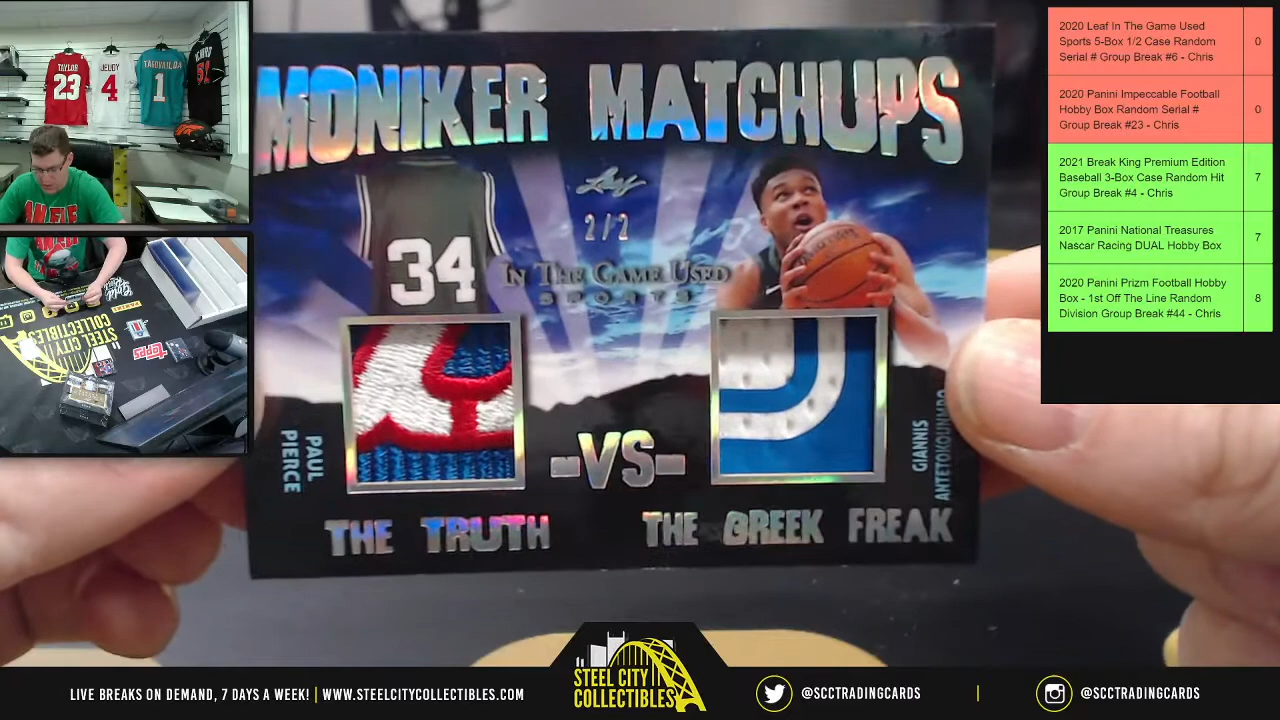 TAYLOR
23
JEUDY
4
TAGOVAILOA
1
51
MONIKER MATCHUPS
Leaf
2/2
34
IN THE GAME USED
SPORTS
PAUL
PIERCE
GIANNIS
ANTETOKOUNMPO
-VS-
THE TRUTH
THE GREEK FREAK
STEEL CITY
COLLECTIBLES
topps
2020 Leaf In The Game Used
Sports 5-Box 1/2 Case Random
Serial # Group Break #6 - Chris
0
2020 Panini Impeccable Football
Hobby Box Random Serial #
Group Break #23 - Chris
0
2021 Break King Premium Edition
Baseball 3-Box Case Random Hit
Group Break #4 - Chris
7
2017 Panini National Treasures
Nascar Racing DUAL Hobby Box
7
2020 Panini Prizm Football Hobby
Box - 1st Off The Line Random
Division Group Break #44 - Chris
8
LIVE BREAKS ON DEMAND, 7 DAYS A WEEK! | WWW.STEELCITYCOLLECTIBLES.COM
STEEL CITY
COLLECTIBLES
@SCCTRADINGCARDS | @SCCTRADINGCARDS